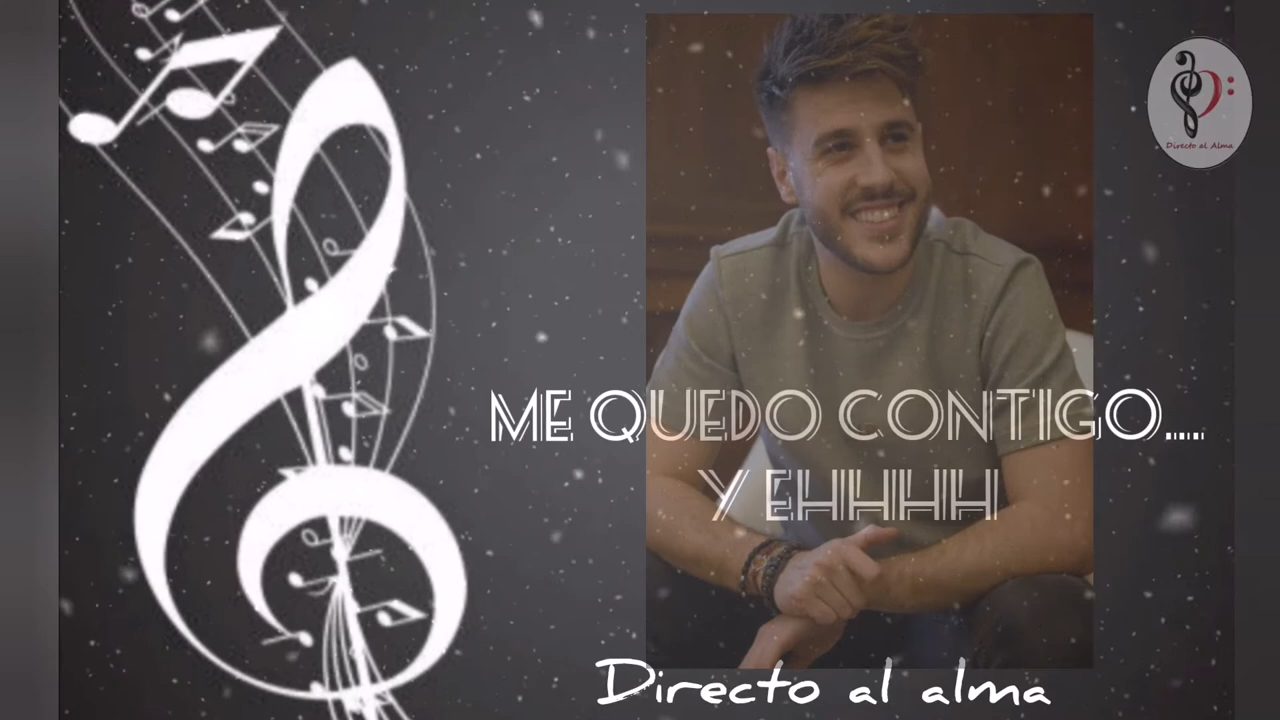 Directo al Alma
ME QUEDO CONTIGO.....
Y EHHHH
Directo al alma